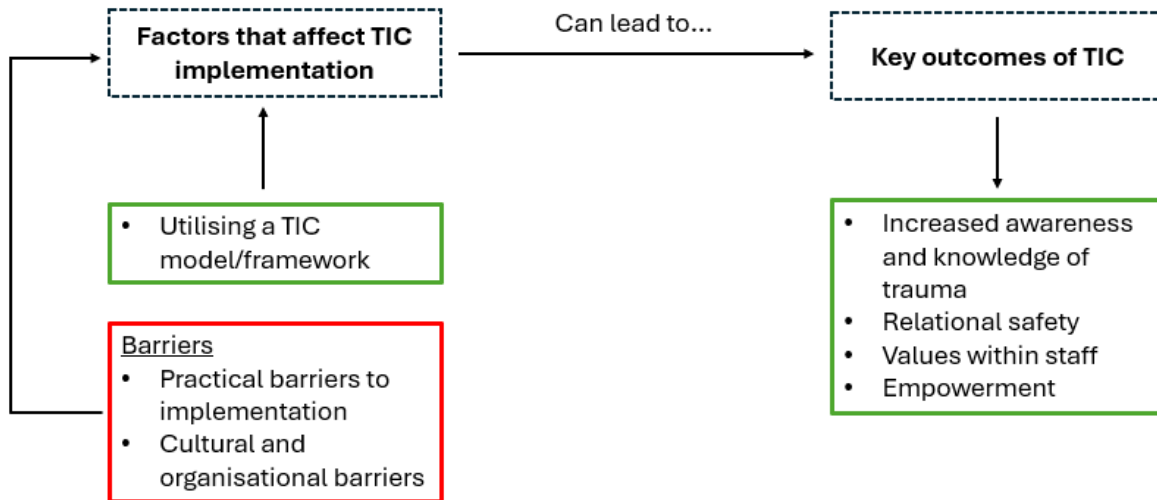 Factors that affect TIC
implementation
Can lead to...
Key outcomes of TIC
• Utilising a TIC
model/framework
Barriers
• Practical barriers to
implementation
• Cultural and
organisational barriers
• Increased awareness
and knowledge of
trauma
• Relational safety
• Values within staff
• Empowerment